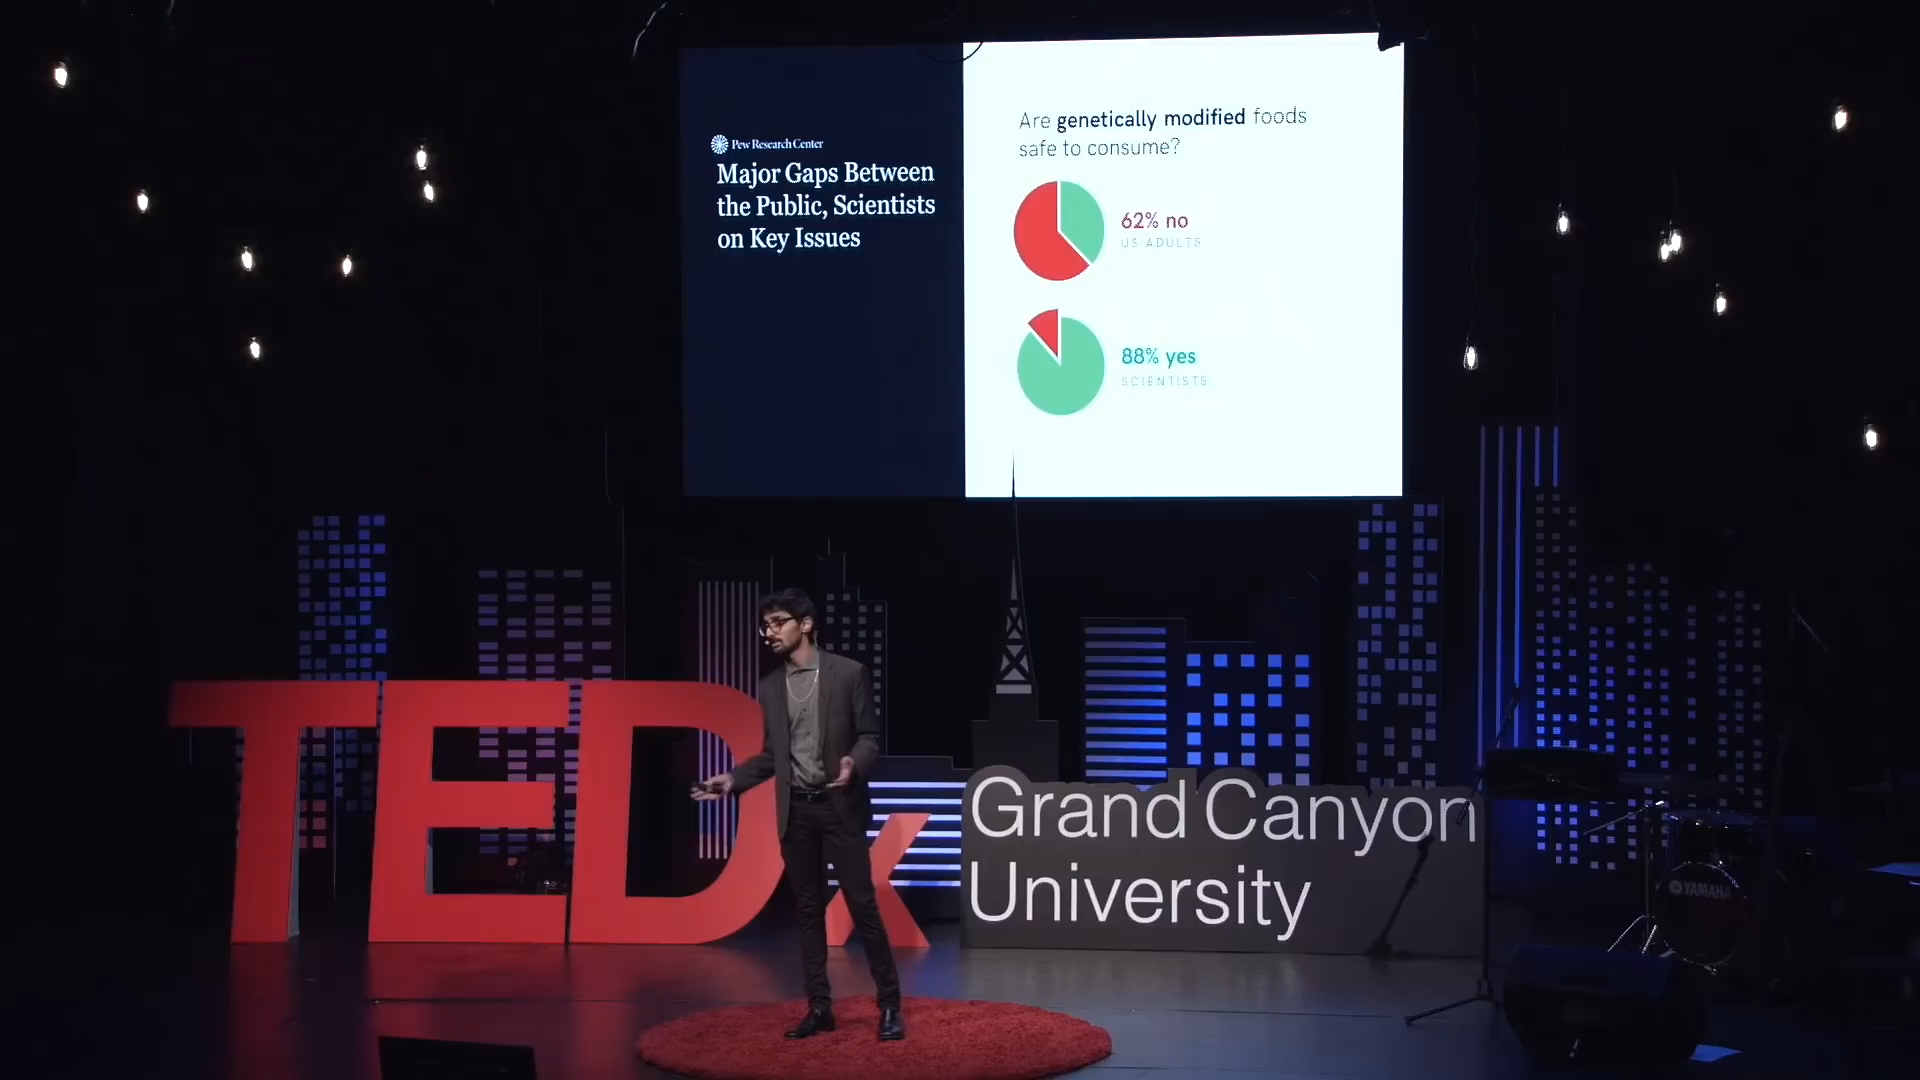 Pew Research Center
Major Gaps Between
the Public, Scientists
on Key Issues
Are genetically modified foods
safe to consume?
62% no
US ADULTS
88% yes
SCIENTISTS
TEDx
Grand Canyon
University
YAMAHA